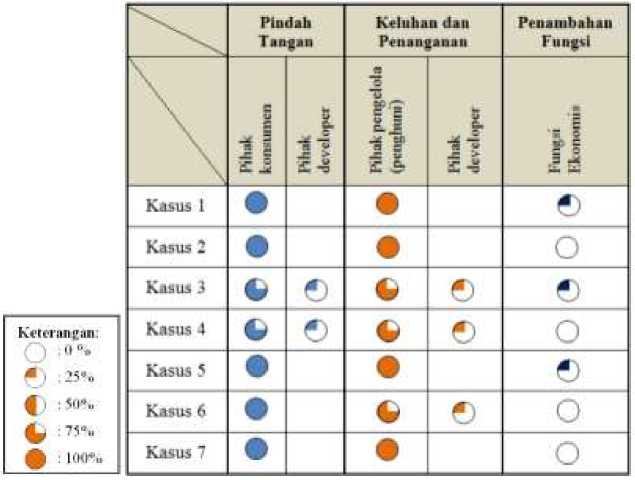 Pindah
Tangan
Keluhan dan
Penanganan
Penambahan
Fungsi
Pihak
konsumen
Pihak
developer
Pihak pengelola
(penghuni)
Pihak
developer
Fungsi
Ekonomis
Kasus 1
Kasus 2
Kasus 3
Kasus 4
Kasus 5
Kasus 6
Kasus 7
Keterangan:
: 0 %
: 25%
: 50%
: 75%
: 100%